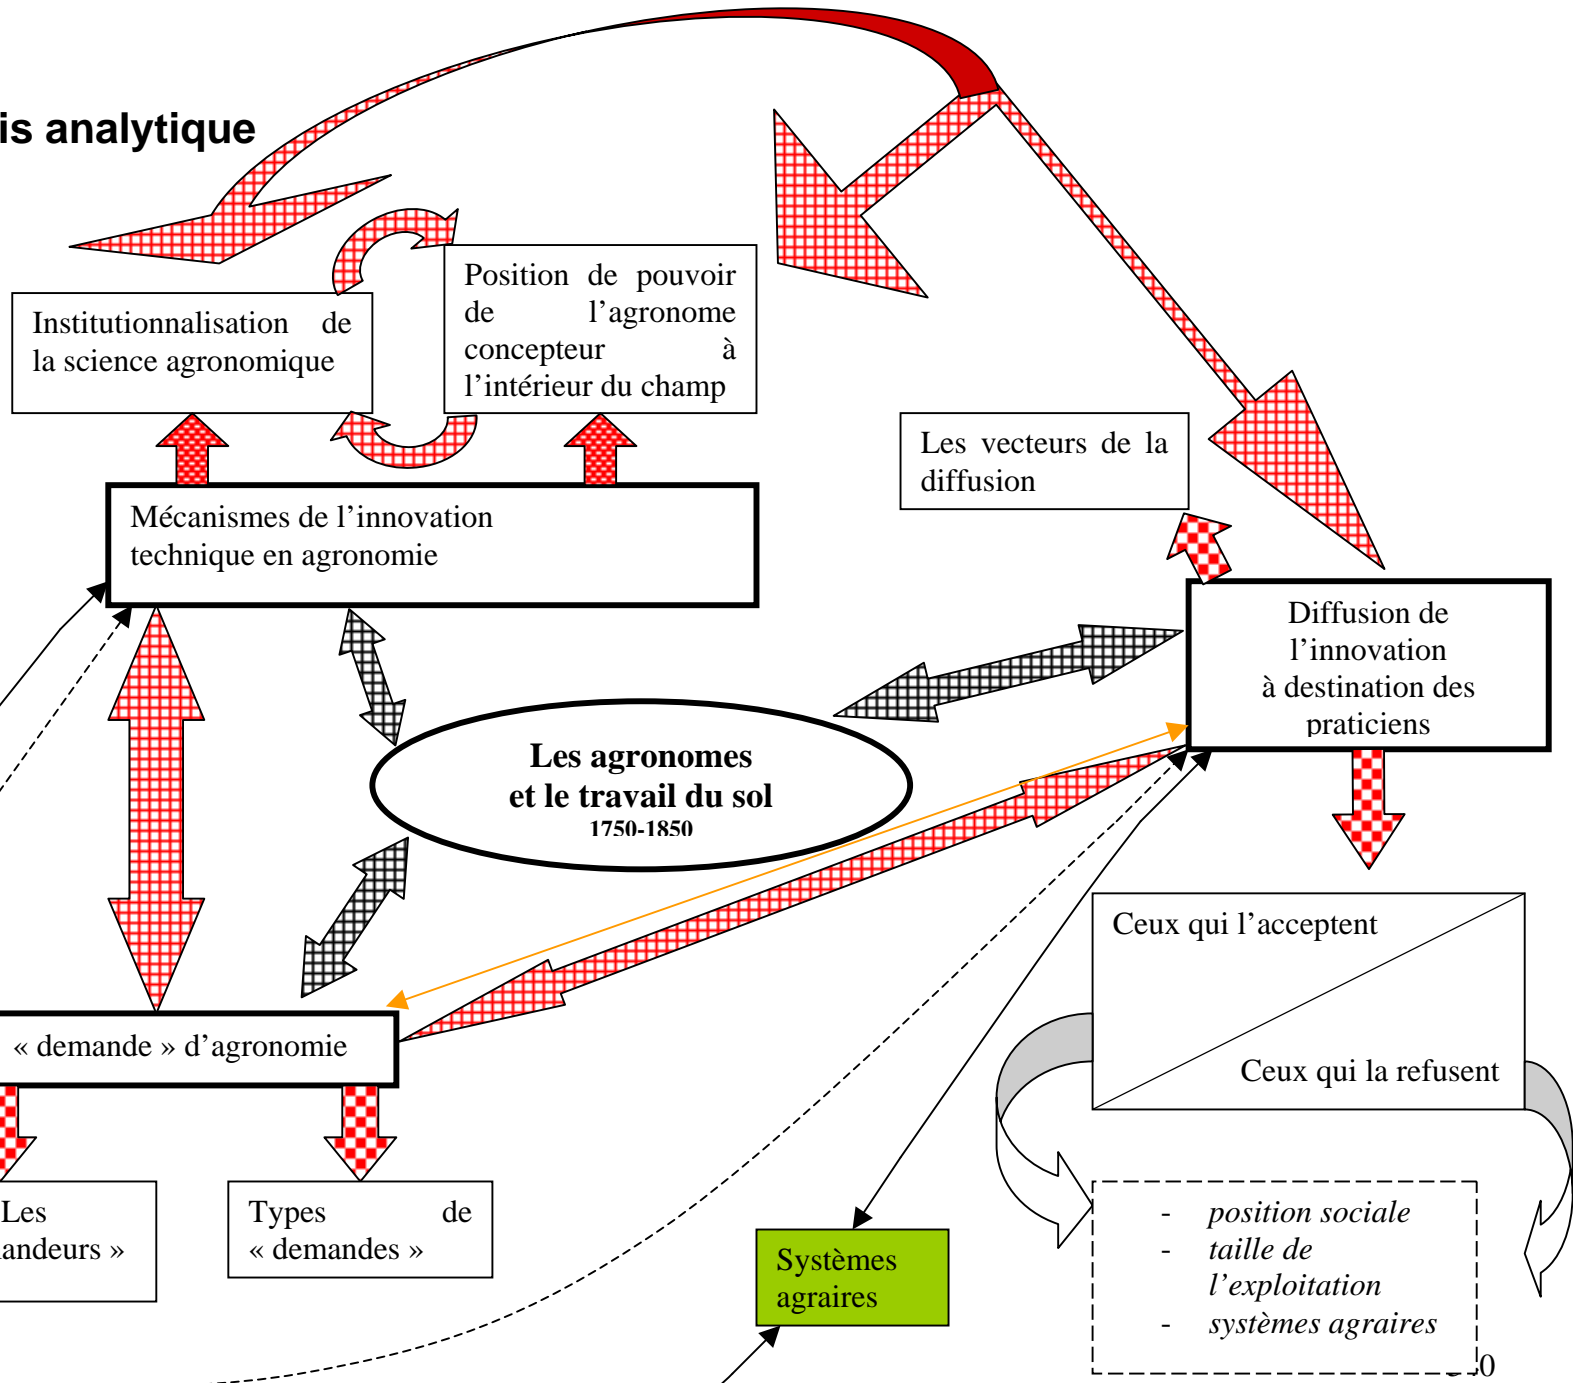 is analytique
Position de pouvoir
de l’agronome
concepteur à
l’intérieur du champ
Institutionnalisation de
la science agronomique
Les vecteurs de la
diffusion
Mécanismes de l’innovation
technique en agronomie
Diffusion de
l’innovation
à destination des
praticiens
Les agronomes
et le travail du sol
1750-1850
Ceux qui l’acceptent
Ceux qui la refusent
« demande » d’agronomie
Les
andeurs »
Types de
« demandes »
Systèmes
agraires
- position sociale
- taille de
l’exploitation
- systèmes agraires